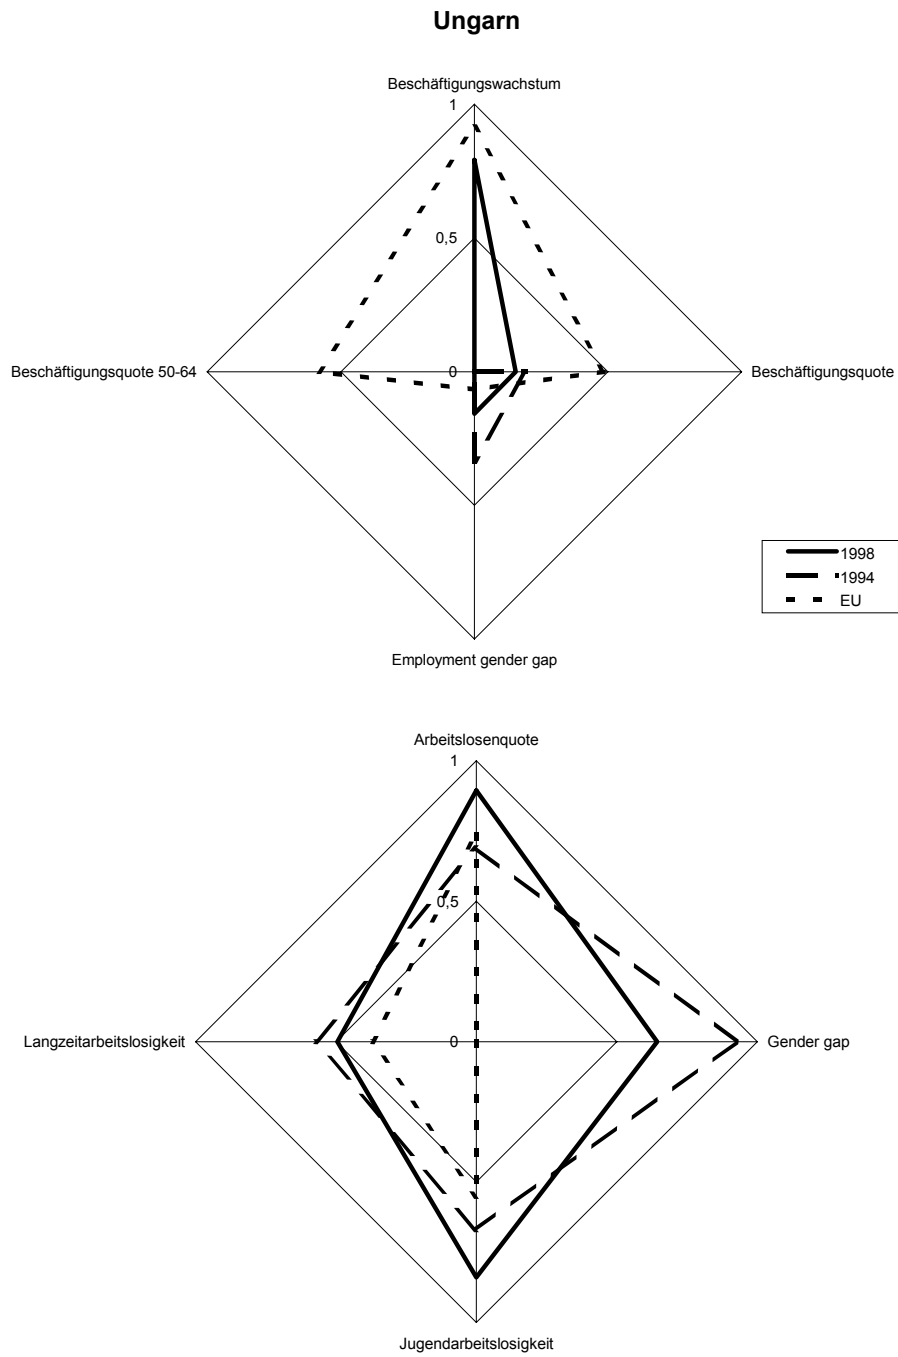 Ungarn
Beschäftigungswachstum
1
0,5
Beschäftigungsquote 50-64
0
Beschäftigungsquote
1998
1994
EU
Employment gender gap
Arbeitslosenquote
1
0,5
Langzeitarbeitslosigkeit
0
Gender gap
Jugendarbeitslosigkeit